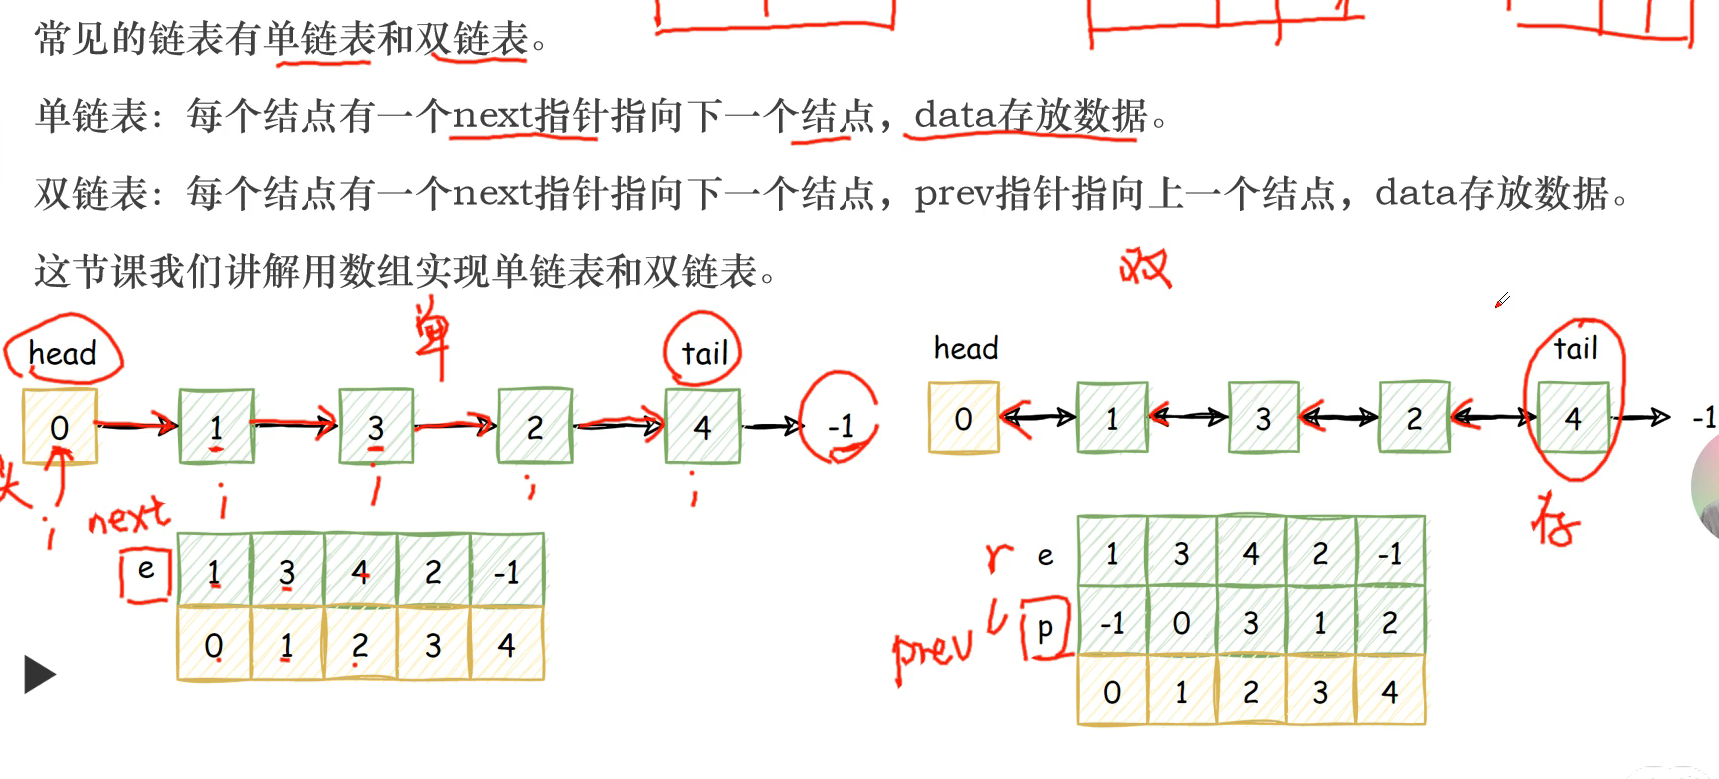 常见的链表有单链表和双链表。
单链表：每个结点有一个next指针指向下一个结点，data存放数据。
双链表：每个结点有一个next指针指向下一个结点，prev指针指向上一个结点，data存放数据。
这节课我们讲解用数组实现单链表和双链表。
单
双
head tail
0 1 3 2 4 -1
头 i i i i i
next
e 1 3 4 2 -1
0 1 2 3 4
head tail
0 1 3 2 4 -1
存
r e 1 3 4 2 -1
prev l p -1 0 3 1 2
0 1 2 3 4